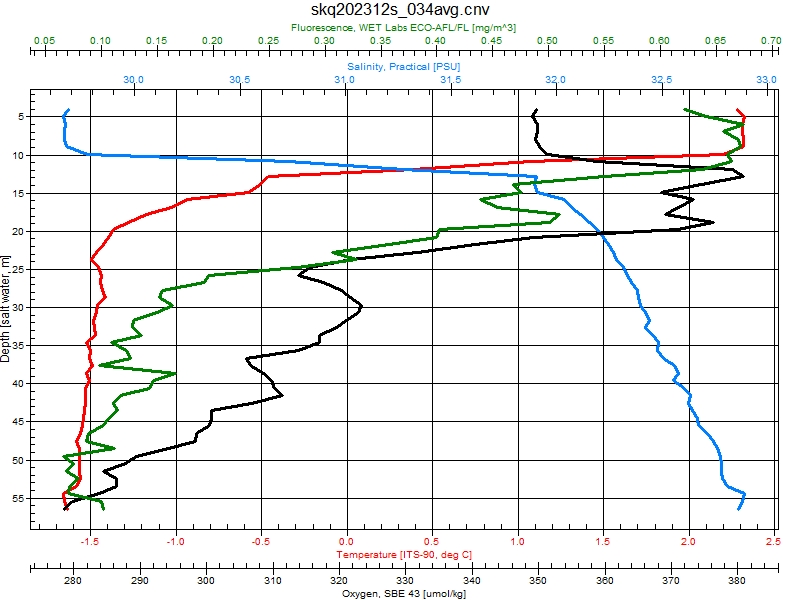 skq202312s_034avg.cnv
Fluorescence, WET Labs ECO-AFL/FL [mg/m^3]
0.05 0.10 0.15 0.20 0.25 0.30 0.35 0.40 0.45 0.50 0.55 0.60 0.65 0.70
Salinity, Practical [PSU]
30.0 30.5 31.0 31.5 32.0 32.5 33.0
5
10
15
20
25
30
35
40
45
50
55
Depth [salt water, m]
-1.5 -1.0 -0.5 0.0 0.5 1.0 1.5 2.0 2.5
Temperature [ITS-90, deg C]
280 290 300 310 320 330 340 350 360 370 380
Oxygen, SBE 43 [umol/kg]